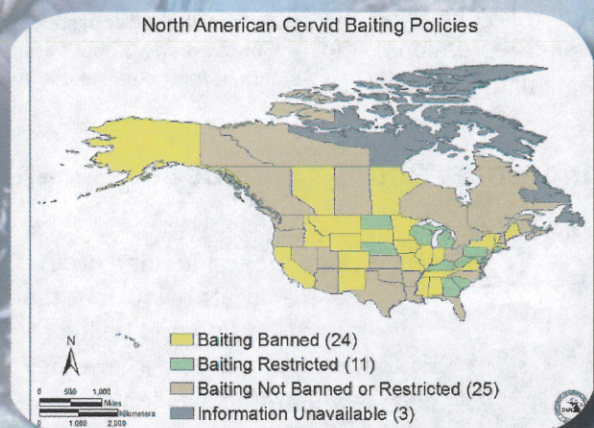 North American Cervid Baiting Policies
N
Baiting Banned (24)
Baiting Restricted (11)
Baiting Not Banned or Restricted (25)
Information Unavailable (3)
0 500 1,000
Miles
Kilometers
0 1,000 2,000